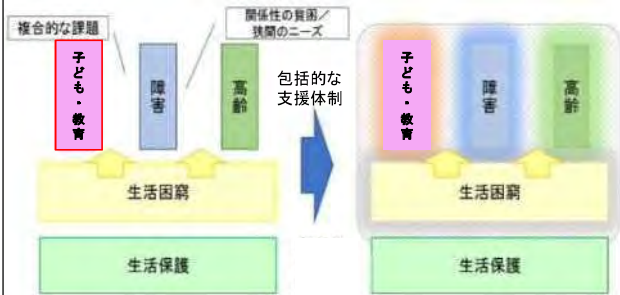 複合的な課題
関係性の貧困／
狭間のニーズ
子ども・教育
障害
高齢
包括的な
支援体制
子ども・教育
障害
高齢
生活困窮
生活困窮
生活保護
生活保護